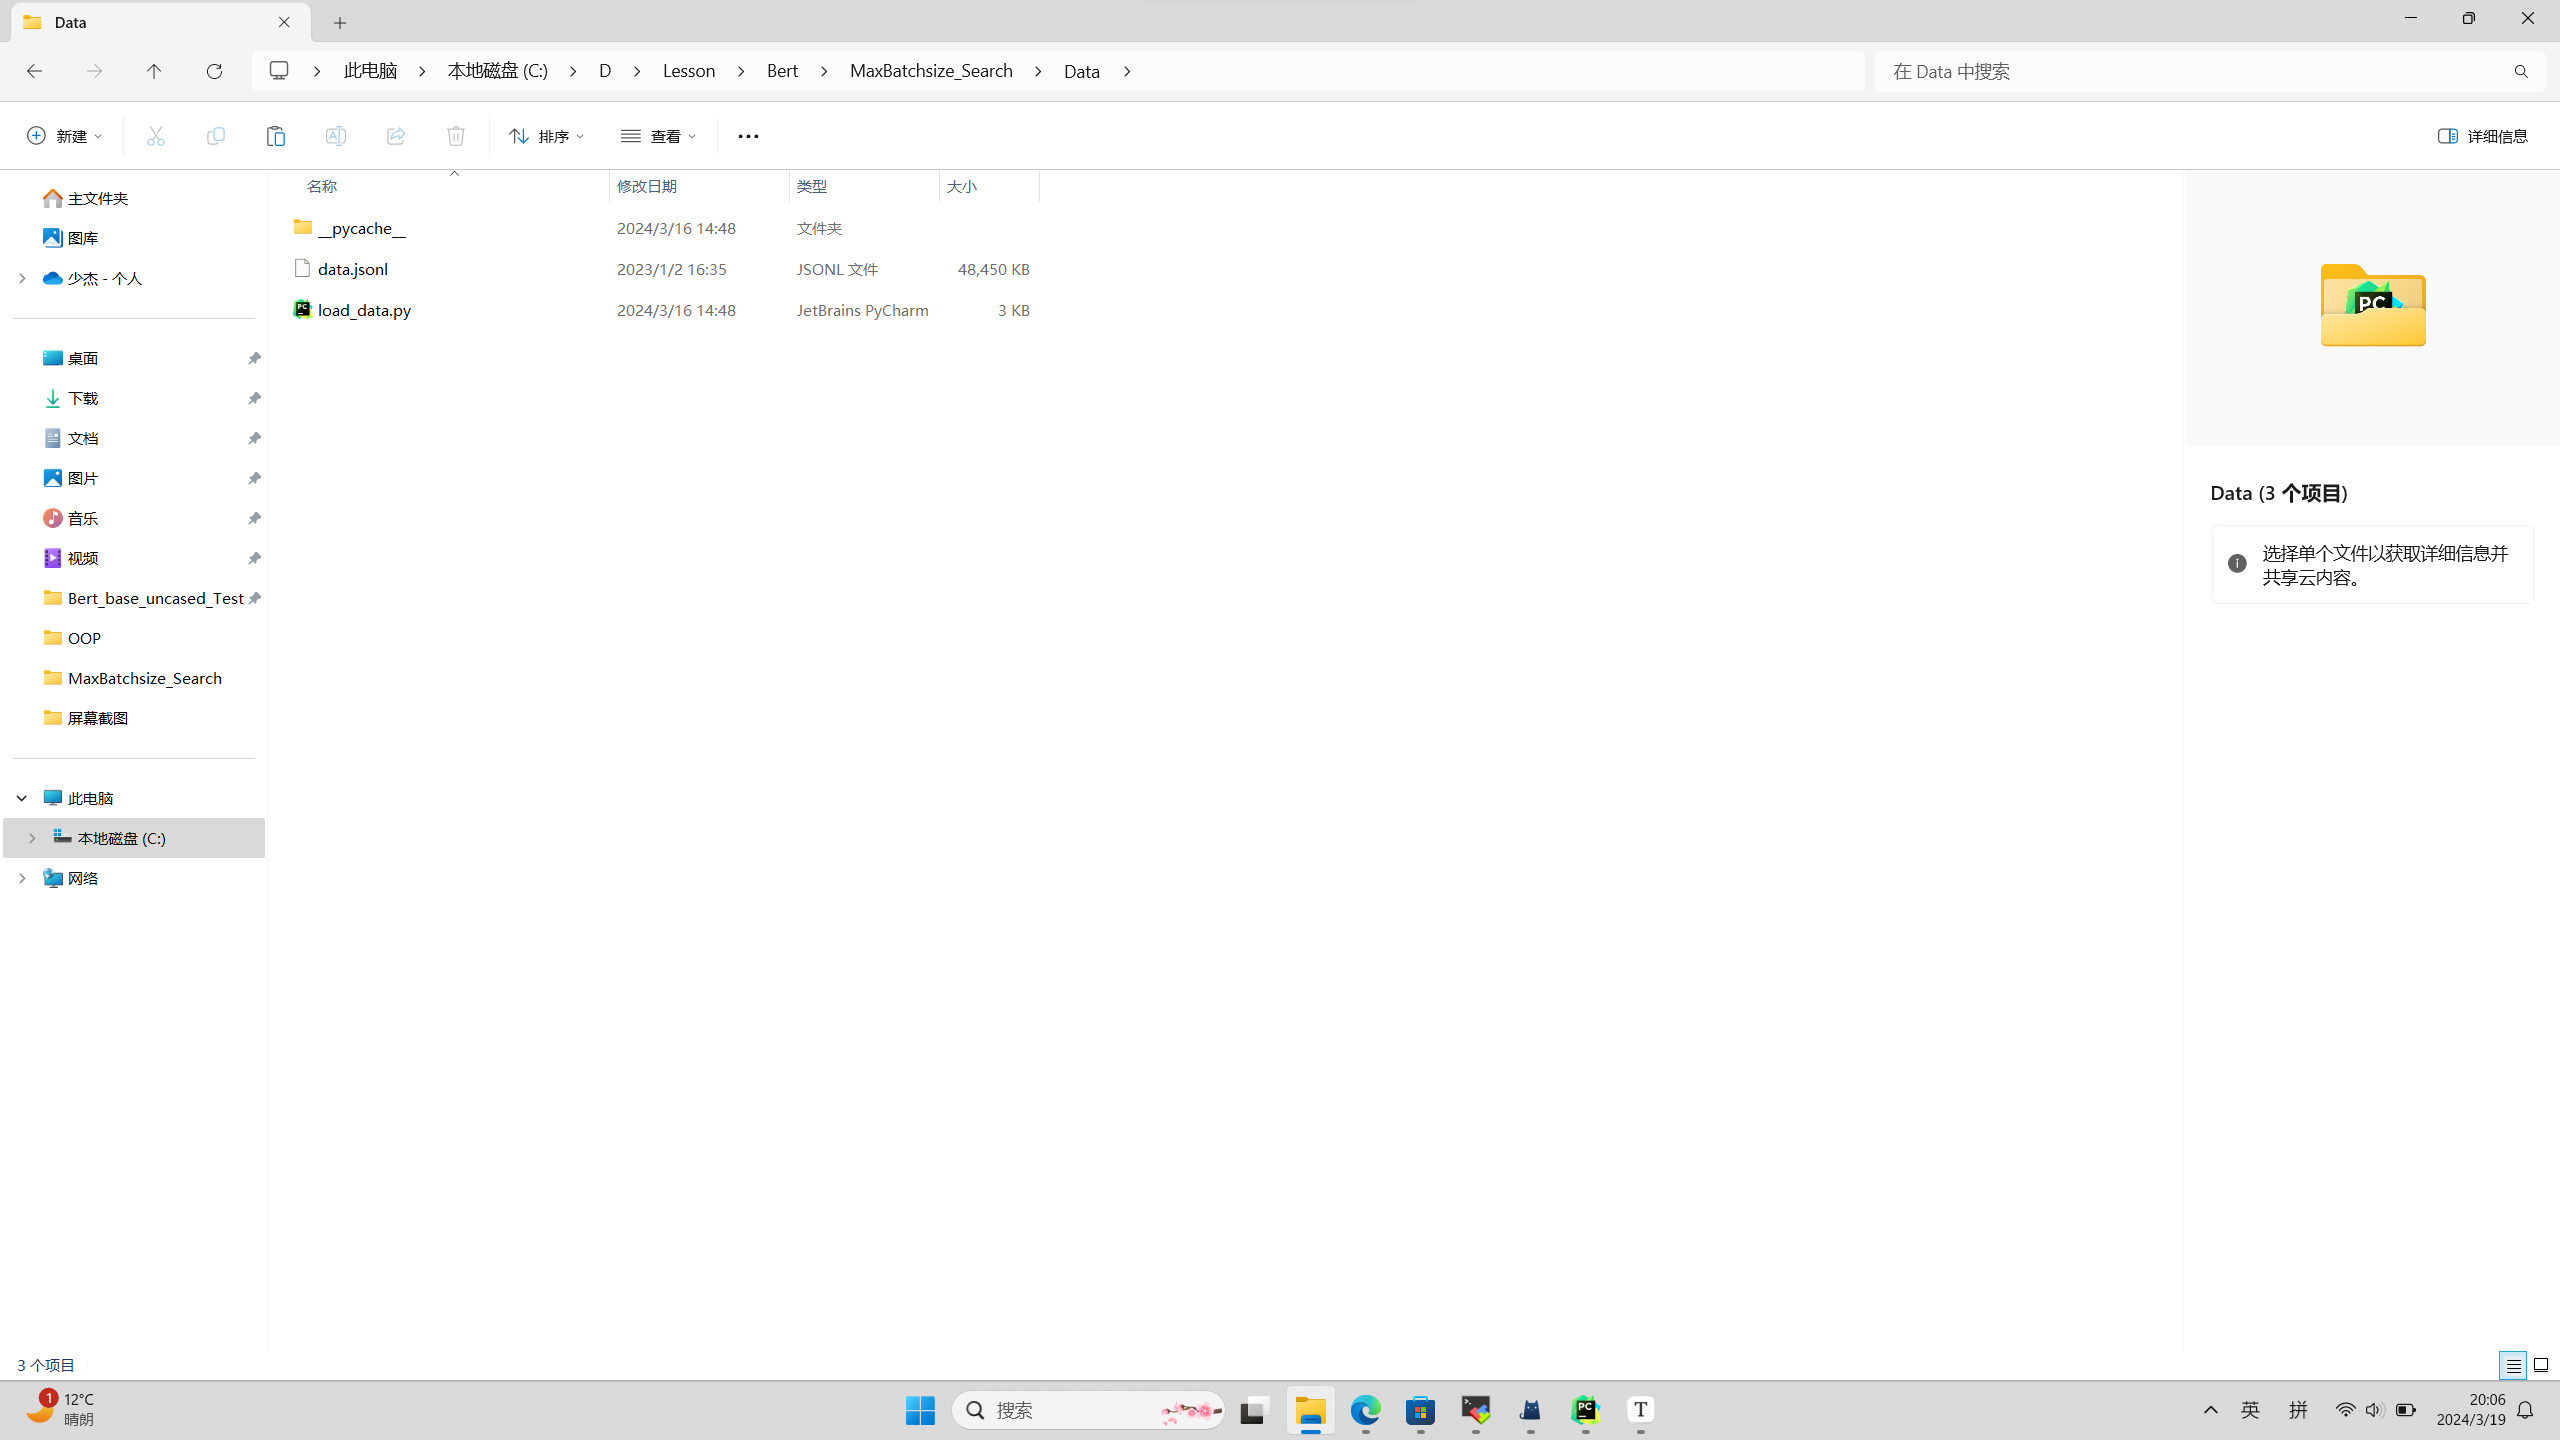 Data
此电脑 本地磁盘 (C:) D Lesson Bert MaxBatchsize_Search Data
在 Data 中搜索
新建 排序 查看 详细信息
主文件夹
图库
少杰 - 个人
桌面
下载
文档
图片
音乐
视频
Bert_base_uncased_Test
OOP
MaxBatchsize_Search
屏幕截图
此电脑
本地磁盘 (C:)
网络
名称 修改日期 类型 大小
__pycache__ 2024/3/16 14:48 文件夹
data.jsonl 2023/1/2 16:35 JSONL 文件 48,450 KB
load_data.py 2024/3/16 14:48 JetBrains PyCharm 3 KB
PC
Data (3 个项目)
选择单个文件以获取详细信息并
共享云内容。
3 个项目
1 12°C
晴朗
搜索
PC
T
英 拼
20:06
2024/3/19